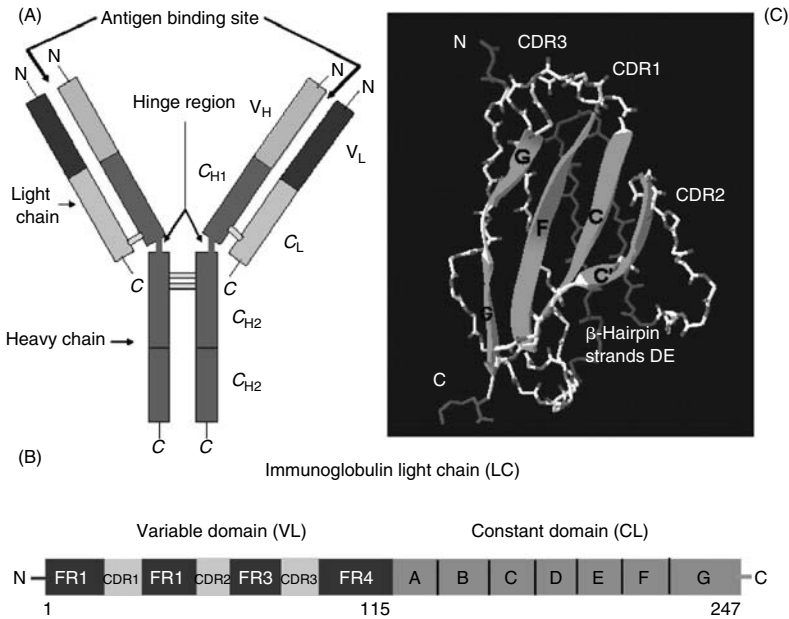 (A)
Antigen binding site
N
N
N
N
Hinge region
VH
VL
CH1
Light
chain
CL
C
C
CH2
Heavy chain
CH2
C
C
(C)
N
CDR3
CDR1
G
CDR2
F
C
C'
G
β-Hairpin
strands DE
C
(B)
Immunoglobulin light chain (LC)
Variable domain (VL)
Constant domain (CL)
N FR1 CDR1 FR1 CDR2 FR3 CDR3 FR4 A B C D E F G C
1 115 247